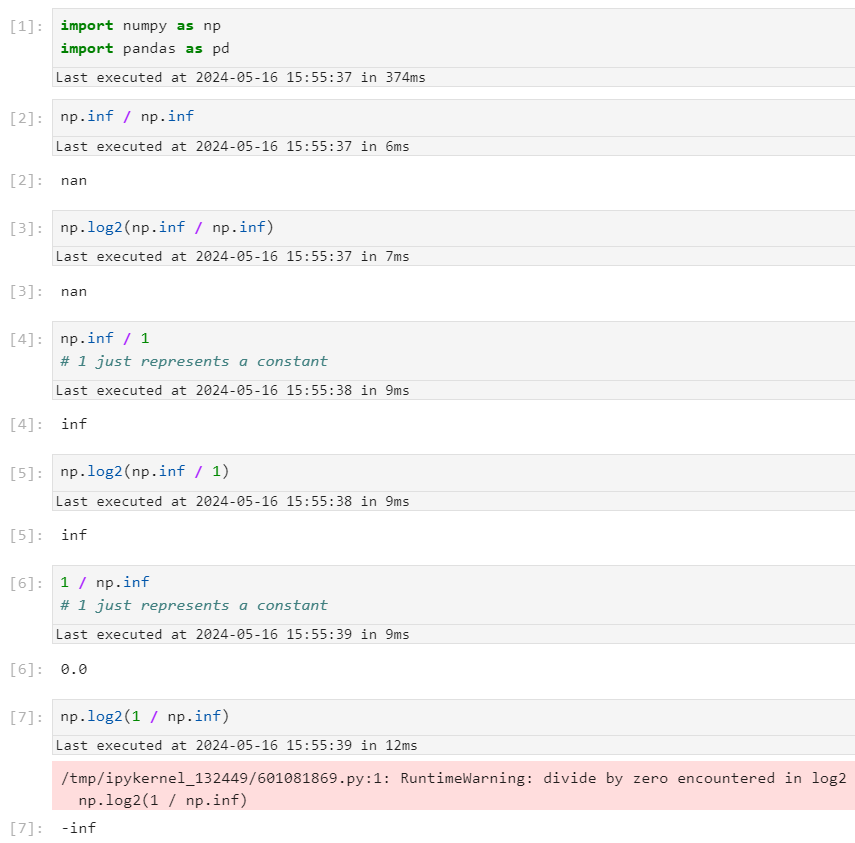 [1]: import numpy as np
import pandas as pd
Last executed at 2024-05-16 15:55:37 in 374ms
[2]: np.inf / np.inf
Last executed at 2024-05-16 15:55:37 in 6ms
[2]: nan
[3]: np.log2(np.inf / np.inf)
Last executed at 2024-05-16 15:55:37 in 7ms
[3]: nan
[4]: np.inf / 1
# 1 just represents a constant
Last executed at 2024-05-16 15:55:38 in 9ms
[4]: inf
[5]: np.log2(np.inf / 1)
Last executed at 2024-05-16 15:55:38 in 9ms
[5]: inf
[6]: 1 / np.inf
# 1 just represents a constant
Last executed at 2024-05-16 15:55:39 in 9ms
[6]: 0.0
[7]: np.log2(1 / np.inf)
Last executed at 2024-05-16 15:55:39 in 12ms
/tmp/ipykernel_132449/601081869.py:1: RuntimeWarning: divide by zero encountered in log2
np.log2(1 / np.inf)
[7]: -inf